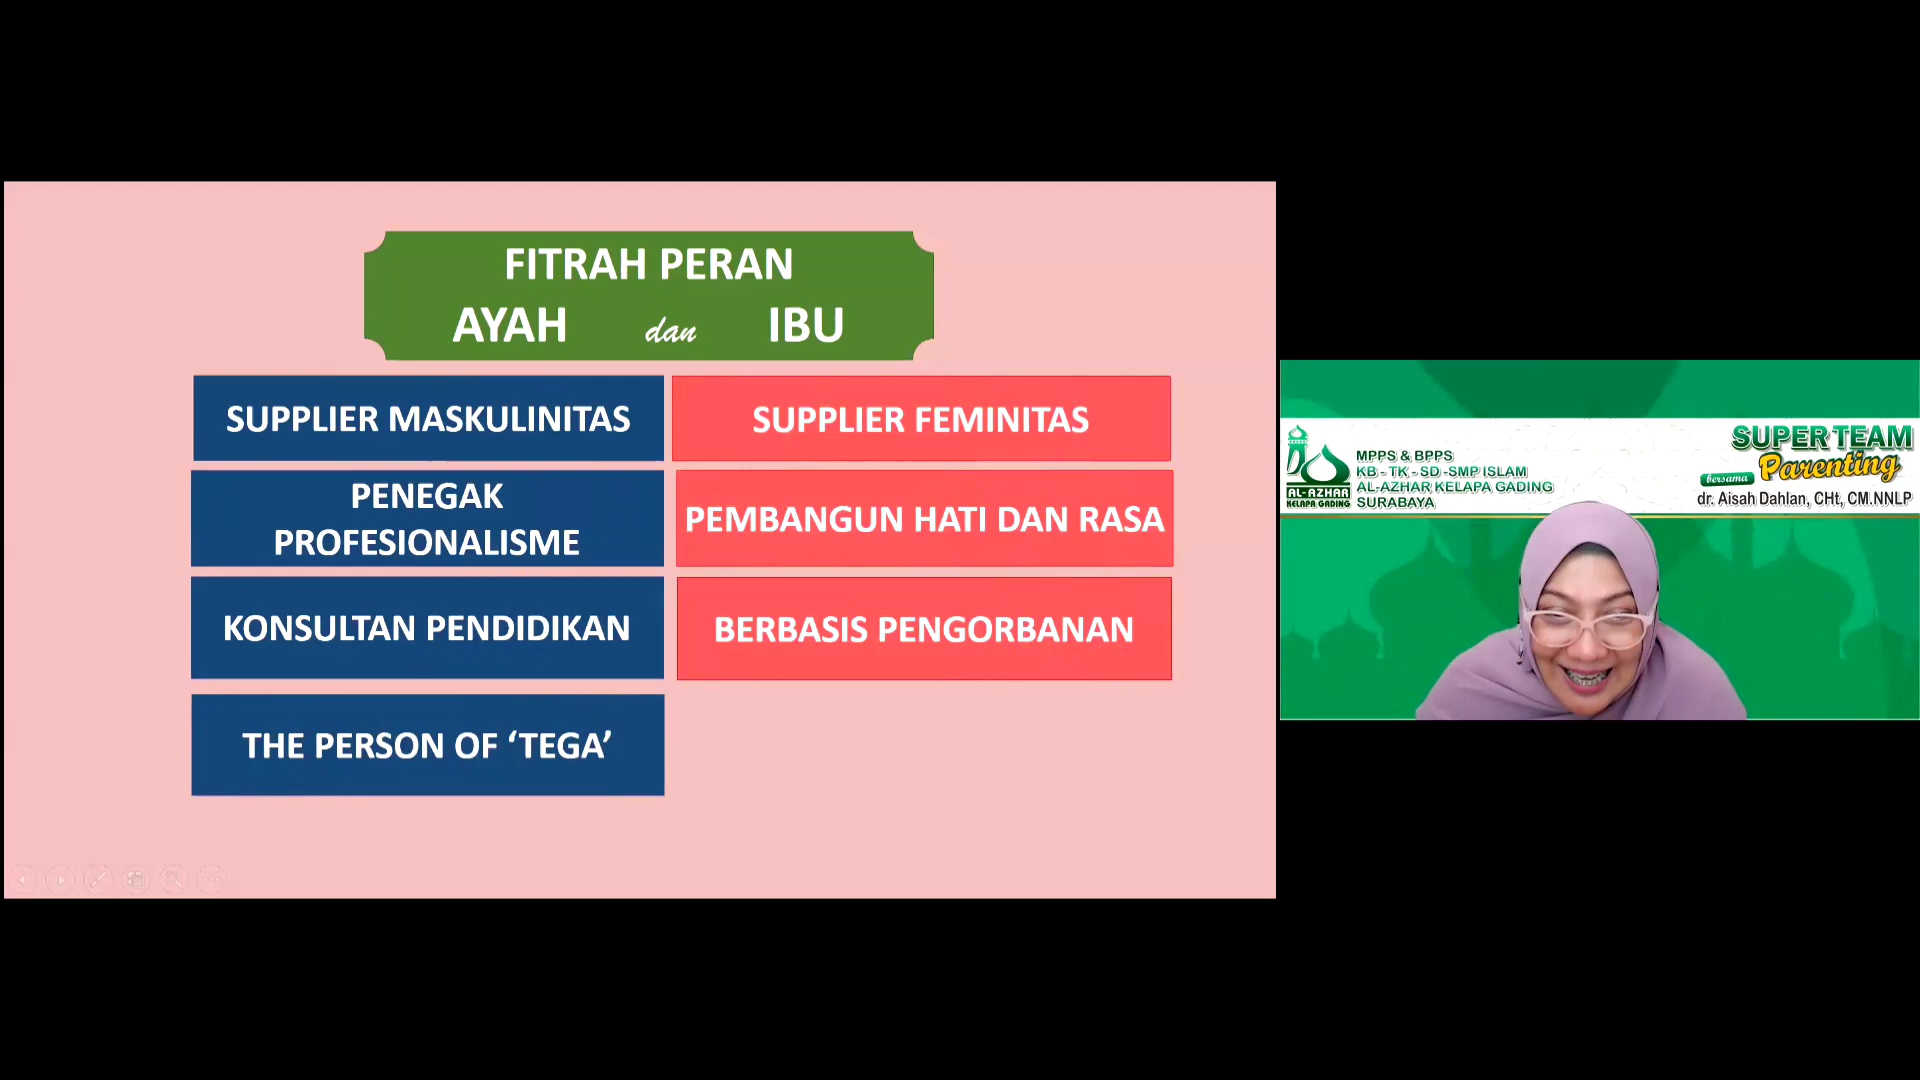 FITRAH PERAN
AYAH dan IBU
SUPPLIER MASKULINITAS
SUPPLIER FEMINITAS
PENEGAK
PROFESIONALISME
PEMBANGUN HATI DAN RASA
KONSULTAN PENDIDIKAN
BERBASIS PENGORBANAN
THE PERSON OF ‘TEGA’
AL-AZHAR
KELAPA GADING
MPPS & BPPS
KB - TK - SD -SMP ISLAM
AL-AZHAR KELAPA GADING
SURABAYA
SUPER TEAM
Parenting
bersama
dr. Aisah Dahlan, CHt, CM.NNLP